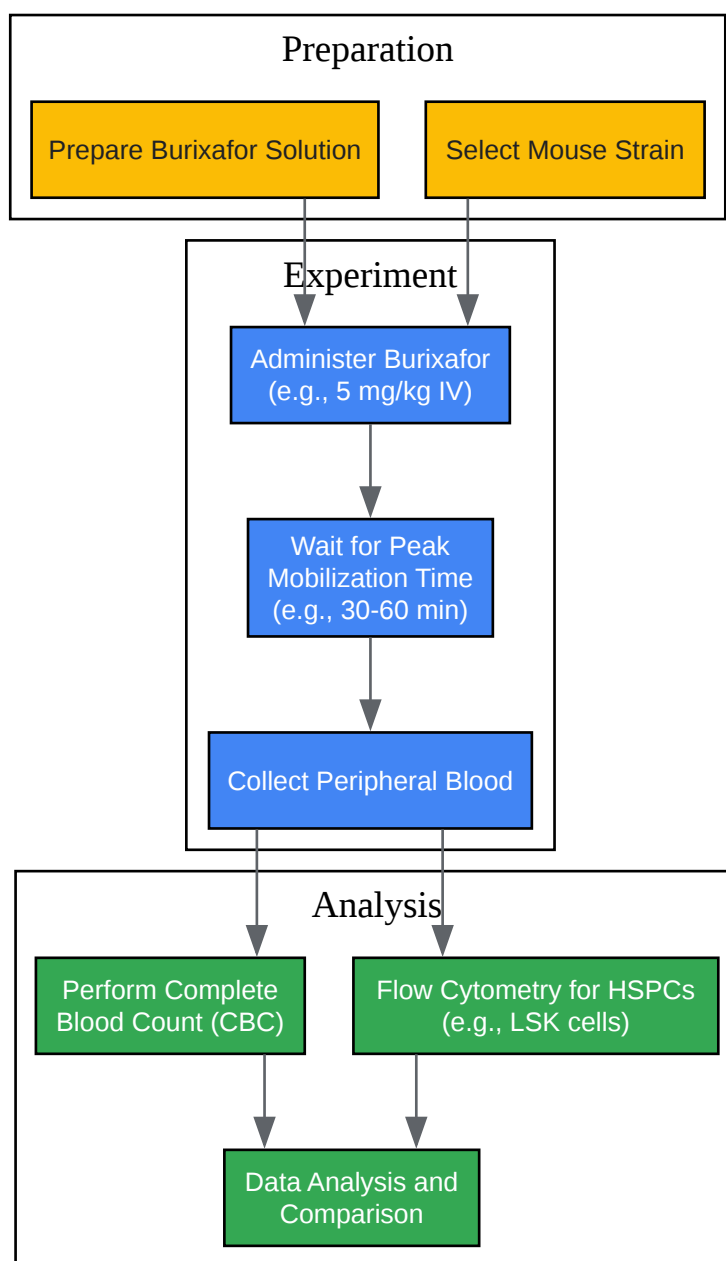 Preparation
Prepare Burixafor Solution
Select Mouse Strain
Experiment
Administer Burixafor
(e.g., 5 mg/kg IV)
Wait for Peak
Mobilization Time
(e.g., 30-60 min)
Collect Peripheral Blood
Analysis
Perform Complete
Blood Count (CBC)
Flow Cytometry for HSPCs
(e.g., LSK cells)
Data Analysis and
Comparison